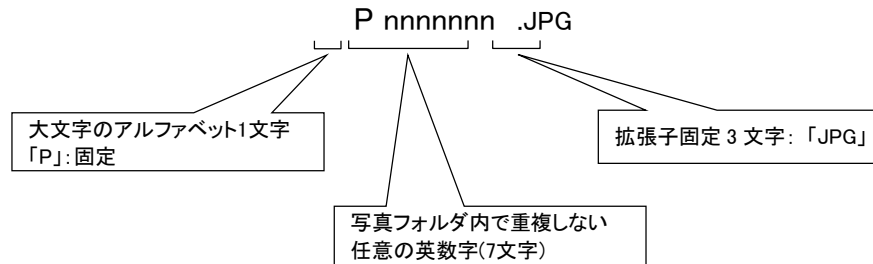 P nnnnnnn .JPG
大文字のアルファベット1文字
「P」：固定
拡張子固定 3 文字： 「JPG」
写真フォルダ内で重複しない
任意の英数字(7文字)